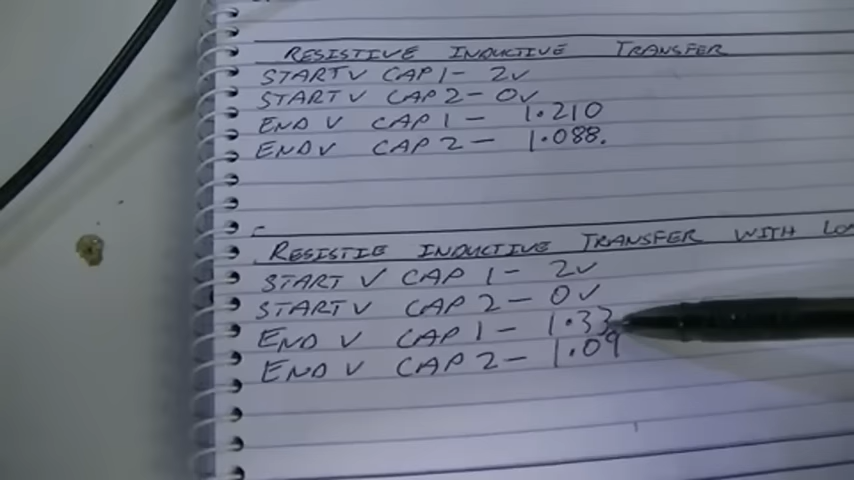 RESISTIVE INDUCTIVE TRANSFER
START V CAP 1 - 2V
START V CAP 2 - 0V
END V CAP 1 - 1.210
END V CAP 2 - 1.088.
RESISTIE INDUCTIVE TRANSFER WITH LOA
START V CAP 1 - 2V
START V CAP 2 - 0V
END V CAP 1 - 1.33
END V CAP 2 - 1.09